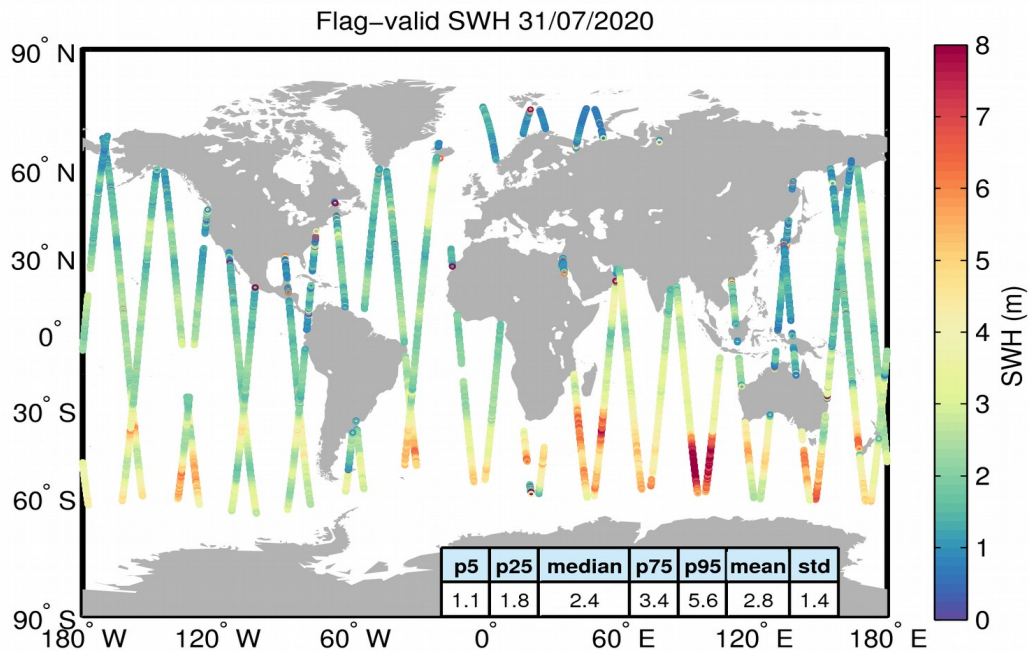 Flag−valid SWH 31/07/2020
90° N
60° N
30° N
0°
30° S
60° S
90° S
180° W
120° W
60° W
0°
60° E
120° E
180° E
p5 p25 median p75 p95 mean std
1.1 1.8 2.4 3.4 5.6 2.8 1.4
8
7
6
5
4
3
2
1
0
SWH (m)